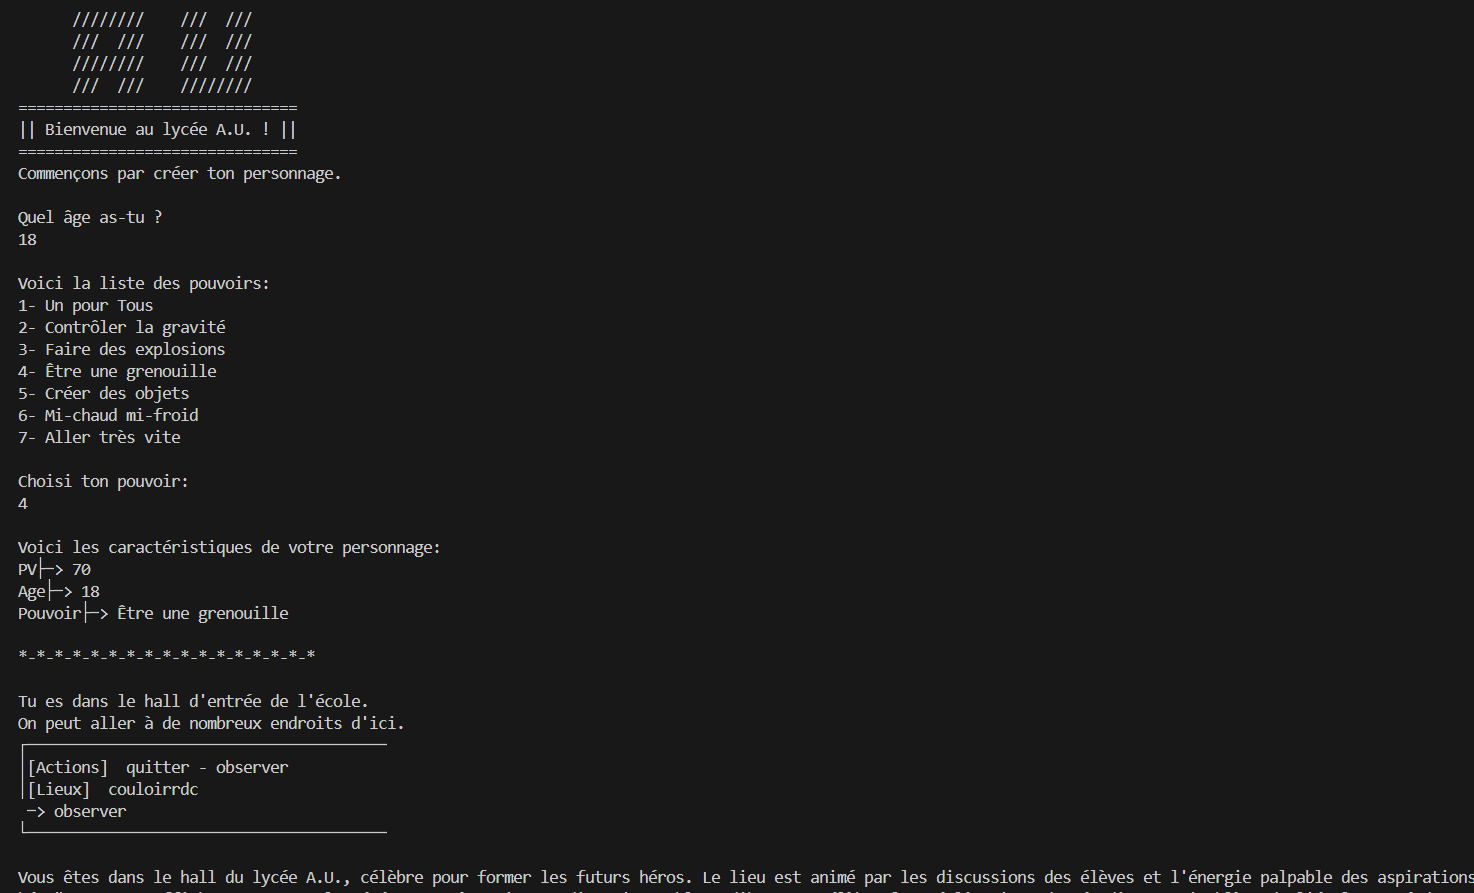 //////// /// ///
/// /// /// ///
//////// /// ///
/// /// ////////
===============================
|| Bienvenue au lycée A.U. ! ||
===============================
Commençons par créer ton personnage.
Quel âge as-tu ?
18
Voici la liste des pouvoirs:
1- Un pour Tous
2- Contrôler la gravité
3- Faire des explosions
4- Être une grenouille
5- Créer des objets
6- Mi-chaud mi-froid
7- Aller très vite
Choisi ton pouvoir:
4
Voici les caractéristiques de votre personnage:
PV├─> 70
Age├─> 18
Pouvoir├─> Être une grenouille
*-*-*-*-*-*-*-*-*-*-*-*-*-*-*-*-*
Tu es dans le hall d'entrée de l'école.
On peut aller à de nombreux endroits d'ici.
[Actions] quitter - observer
[Lieux] couloirrdc
─> observer
Vous êtes dans le hall du lycée A.U., célèbre pour former les futurs héros. Le lieu est animé par les discussions des élèves et l'énergie palpable des aspirations